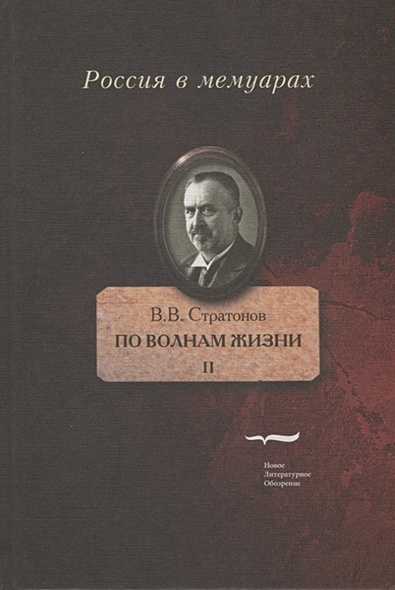 Россия в мемуарах
В.В. Стратонов
ПО ВОЛНАМ ЖИЗНИ
II
Новое
Литературное
Обозрение